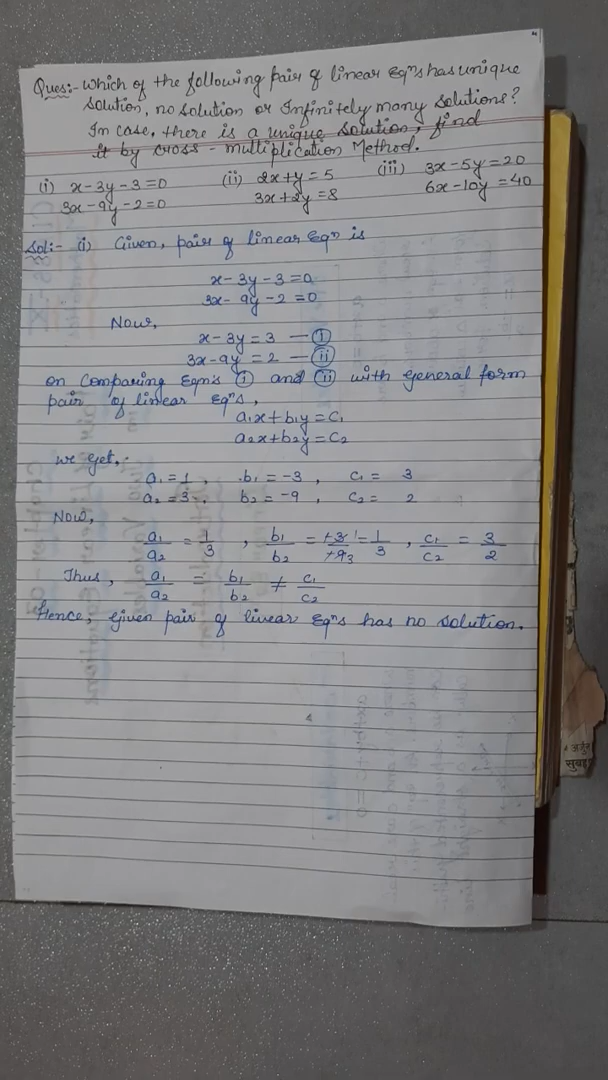 Ques:- Which of the following pair of linear Eqⁿs has unique
solution, no solution or Infinitely many solutions?
In case, there is a unique solution, find
it by cross-multiplication Method.
(i) x-3y-3=0 (ii) 2x+y=5 (iii) 3x-5y=20
3x-9y-2=0 3x+2y=8 6x-10y=40
Sol:- (i) Given, pair of linear Eqⁿ is
x-3y-3=0
3x-9y-2=0
Now,
x-3y=3 — (i)
3x-9y=2 — (ii)
on Comparing Eqn's (i) and (ii) with general form
pair of linear Eqⁿs,
a₁x+b₁y=c₁
a₂x+b₂y=c₂
we get,-
a₁=1, b₁=-3, c₁= 3
a₂=3, b₂=-9, c₂= 2
Now,
a₁/a₂ = 1/3, b₁/b₂ = +3 1/+9 3 = 1/3, c₁/c₂ = 3/2
Thus, a₁/a₂ = b₁/b₂ ≠ c₁/c₂
Hence, given pair of linear Eqⁿs has no solution.